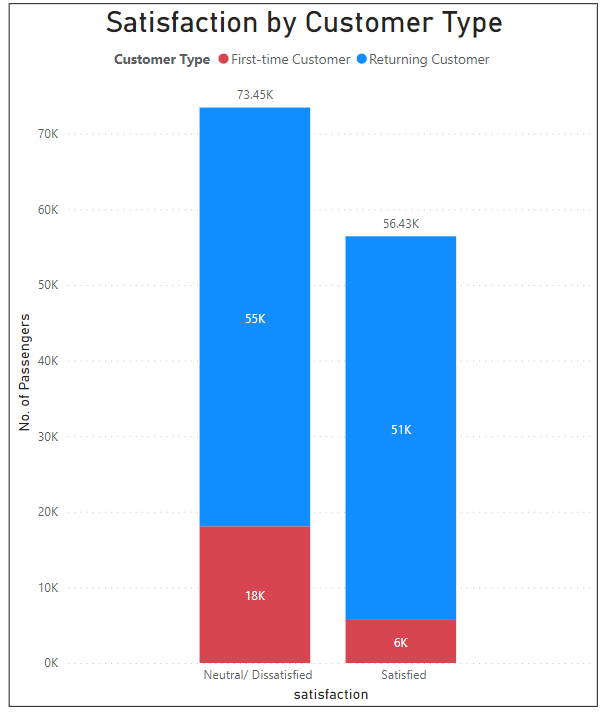 Satisfaction by Customer Type
Customer Type First-time Customer Returning Customer
73.45K
70K
60K
56.43K
50K
55K
40K
No. of Passengers
30K
51K
20K
10K
18K
6K
0K
Neutral/ Dissatisfied Satisfied
satisfaction